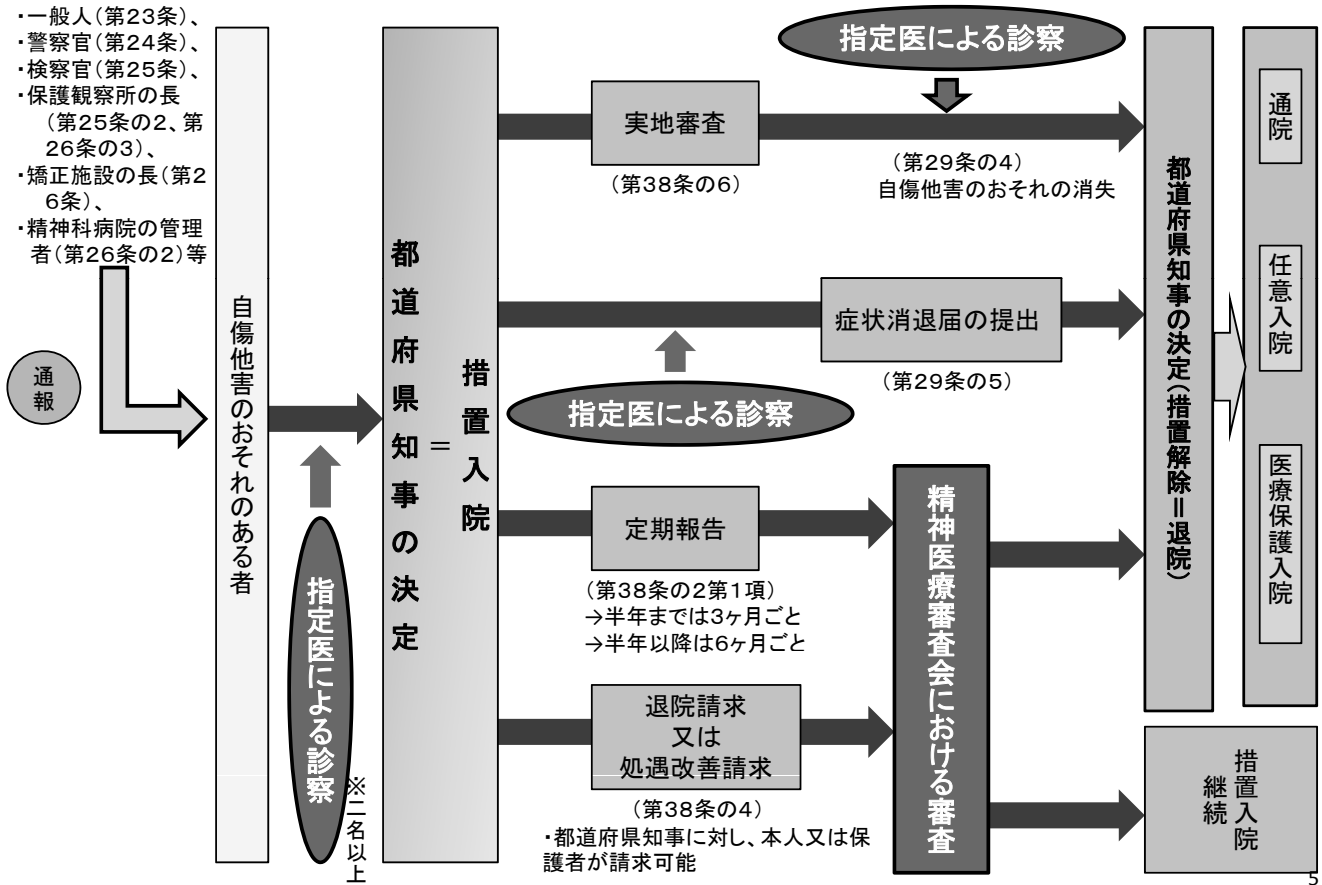 ・一般人(第23条)、
・警察官(第24条)、
・検察官(第25条)、
・保護観察所の長
(第25条の2、第
26条の3)、
・矯正施設の長(第2
6条)、
・精神科病院の管理
者(第26条の2)等
通報
自傷他害のおそれのある者
指定医による診察
※二名以上
都道府県知事の決定
=
措置入院
指定医による診察
実地審査
(第38条の6)
(第29条の4)
自傷他害のおそれの消失
症状消退届の提出
(第29条の5)
指定医による診察
定期報告
(第38条の2第1項)
→半年までは3ヶ月ごと
→半年以降は6ヶ月ごと
退院請求
又は
処遇改善請求
(第38条の4)
・都道府県知事に対し、本人又は保
護者が請求可能
精神医療審査会における審査
都道府県知事の決定(措置解除=退院)
通院
任意入院
医療保護入院
措置入院
継続
5